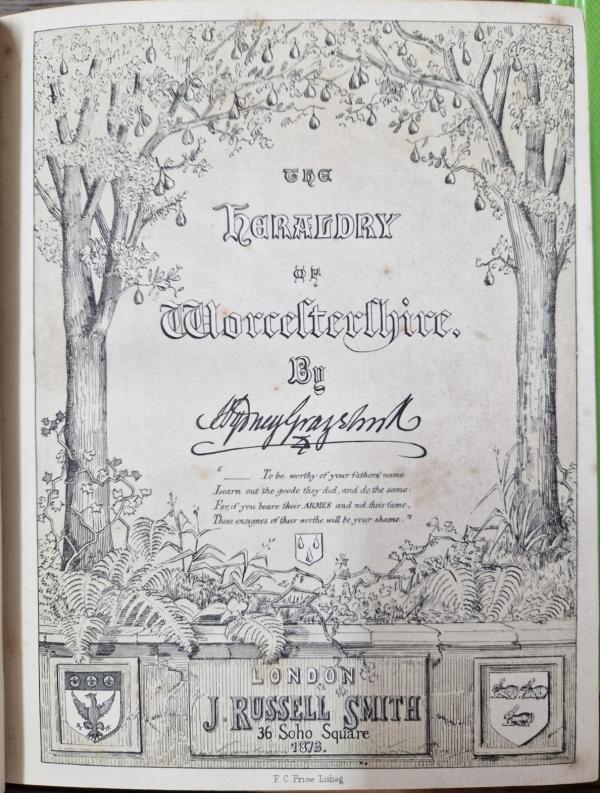 THE
HERALDRY
OF
Worceſterſhire.
By
HSydney Grazebrook
"—— To be worthy of your fathers' name
Learn out the goode they did, and do the same:
For, if you beare their ARMES and not their fame,
These ensignes of their worthe will be your shame."
LONDON
J. RUSSELL SMITH
36 Soho Square
1873.
F. C. Price Lithog